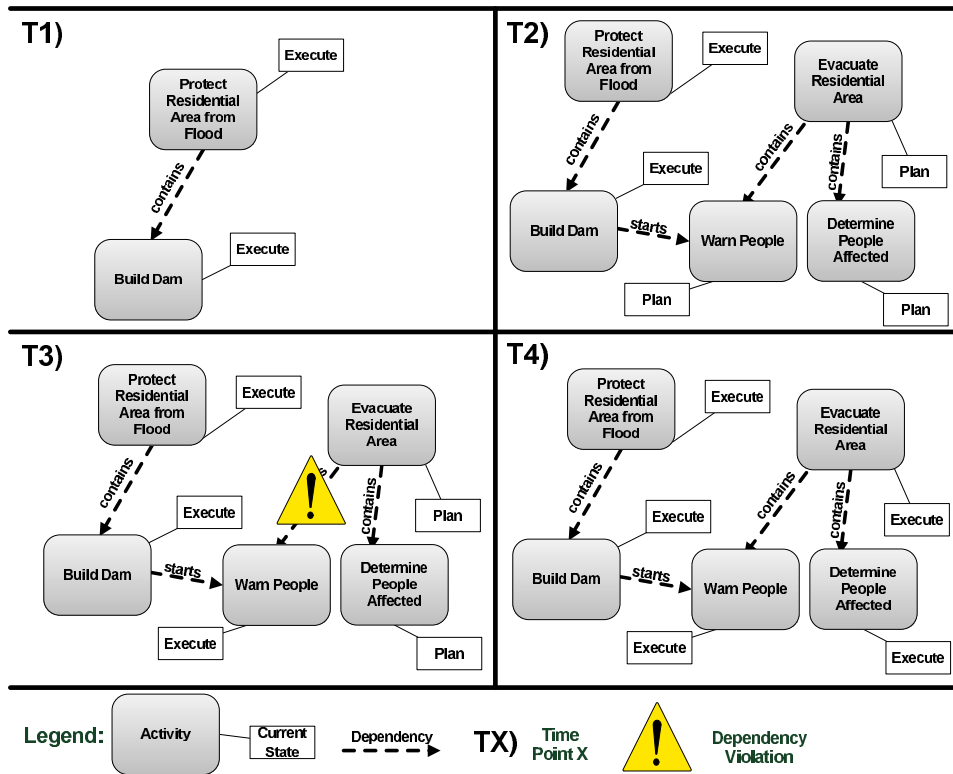 T1)
Execute
Protect
Residential
Area from
Flood
contains
Execute
Build Dam
T2)
Protect
Residential
Area from
Flood
Execute
Evacuate
Residential
Area
contains
contains
contains
Plan
Execute
Build Dam
starts
Warn People
Determine
People
Affected
Plan
Plan
T3)
Protect
Residential
Area from
Flood
Execute
Evacuate
Residential
Area
contains
s
contains
Plan
Execute
Build Dam
starts
Warn People
Determine
People
Affected
Execute
Plan
T4)
Protect
Residential
Area from
Flood
Execute
Evacuate
Residential
Area
contains
contains
contains
Execute
Execute
Build Dam
starts
Warn People
Determine
People
Affected
Execute
Execute
Legend:
Activity
Current
State
Dependency
TX)
Time
Point X
Dependency
Violation